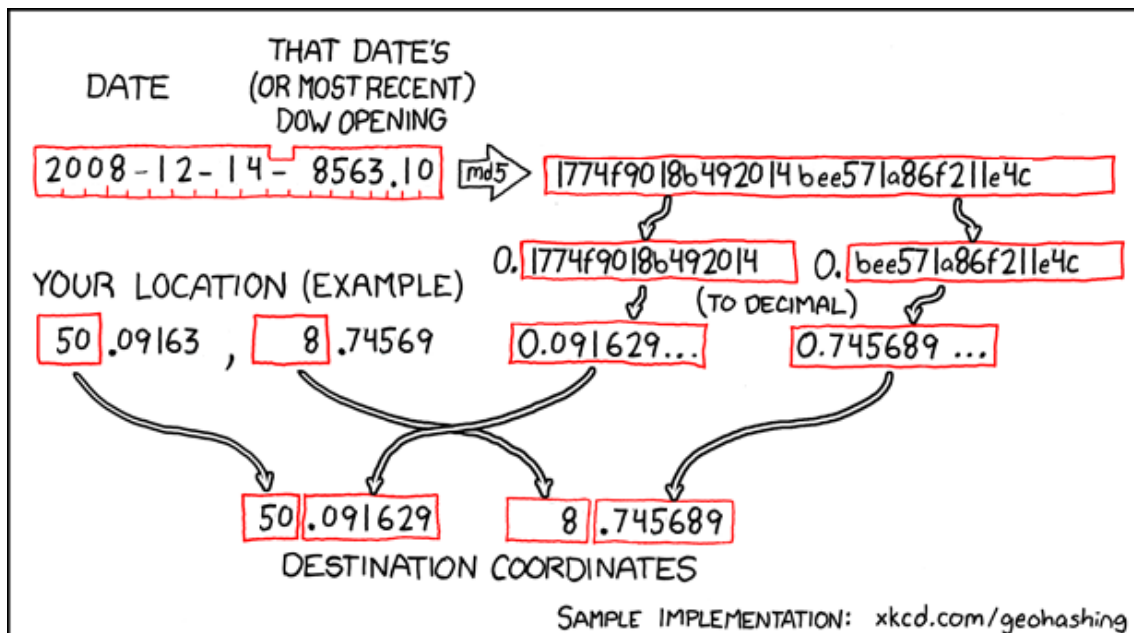 DATE
THAT DATE'S
(OR MOST RECENT)
DOW OPENING
2008-12-14- 8563.10
md5
1774f9018b492014bee571a86f211e4c
0. 1774f9018b492014
0. bee571a86f211e4c
YOUR LOCATION (EXAMPLE)
(TO DECIMAL)
50 .09163 , 8 .74569
0.091629...
0.745689 ...
50 .091629
8 .745689
DESTINATION COORDINATES
SAMPLE IMPLEMENTATION: xkcd.com/geohashing